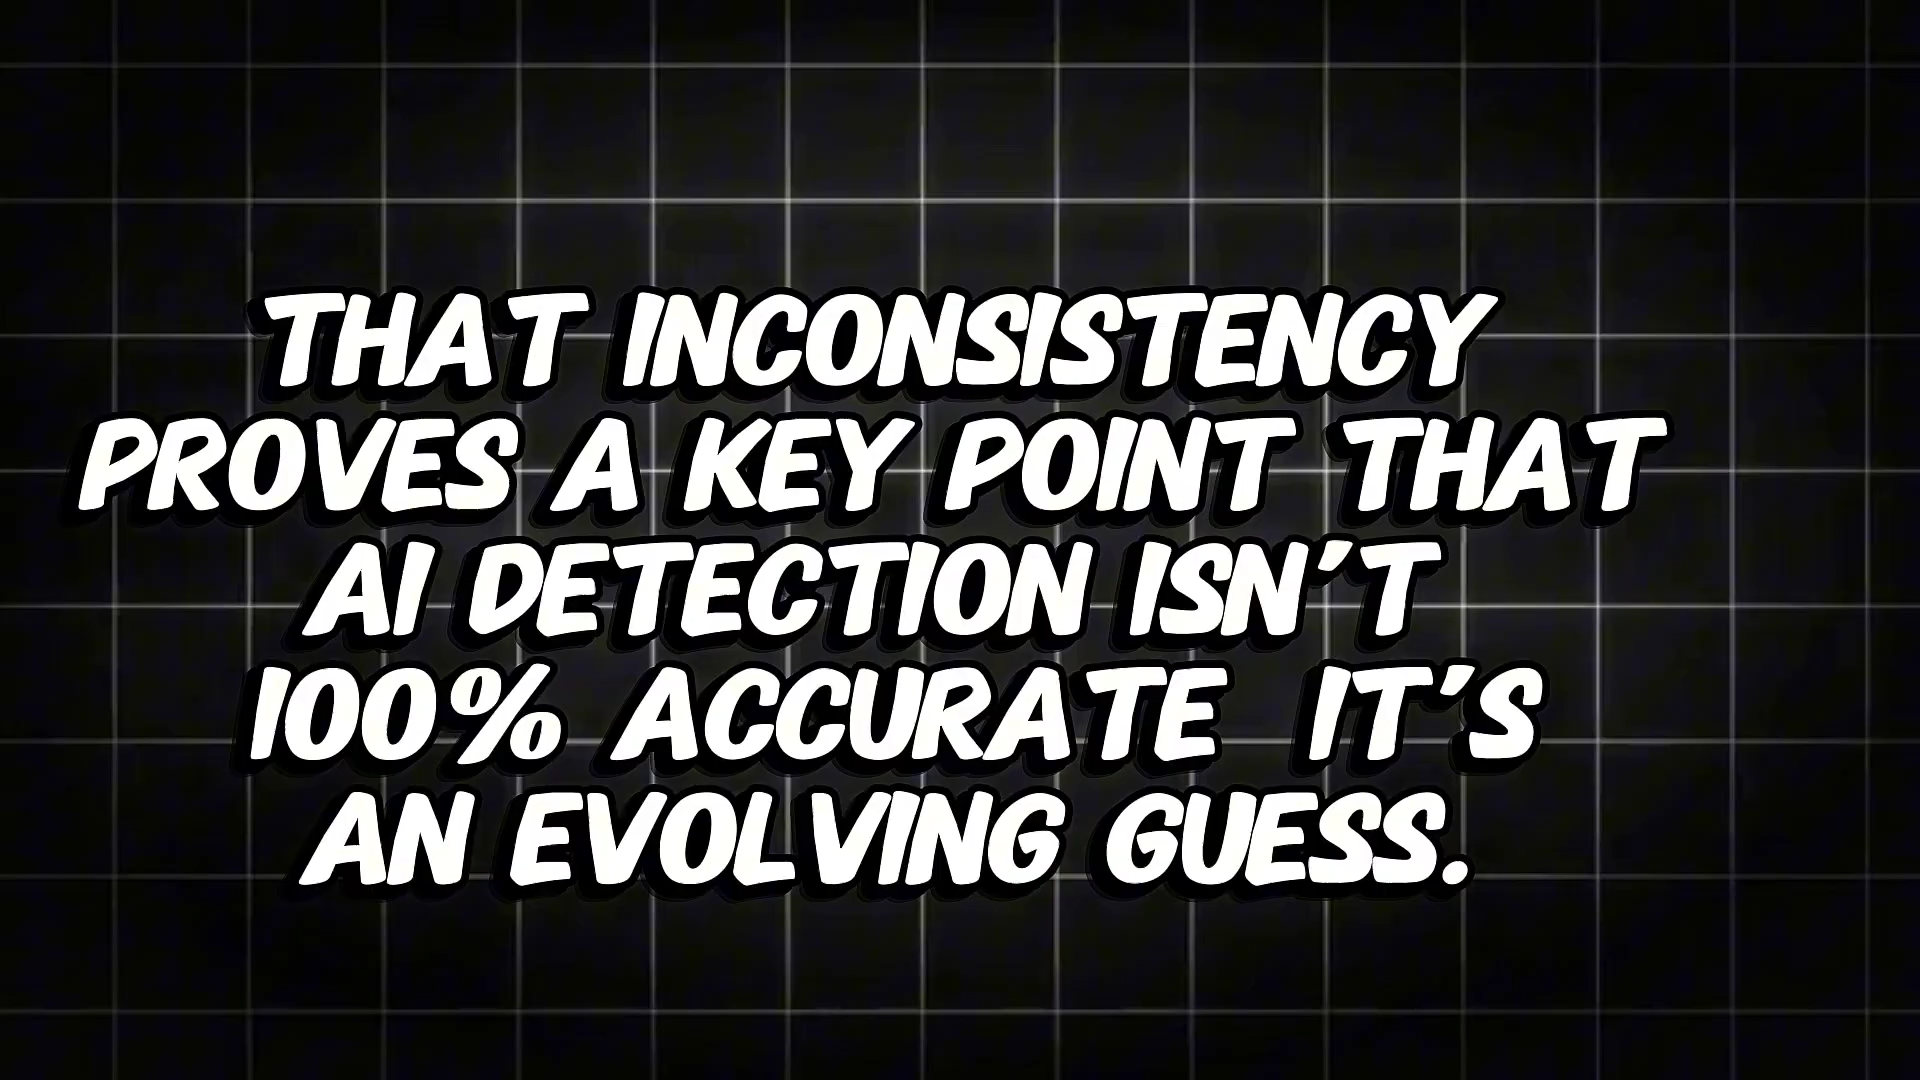 THAT INCONSISTENCY
PROVES A KEY POINT THAT
AI DETECTION ISN'T
100% ACCURATE IT'S
AN EVOLVING GUESS.